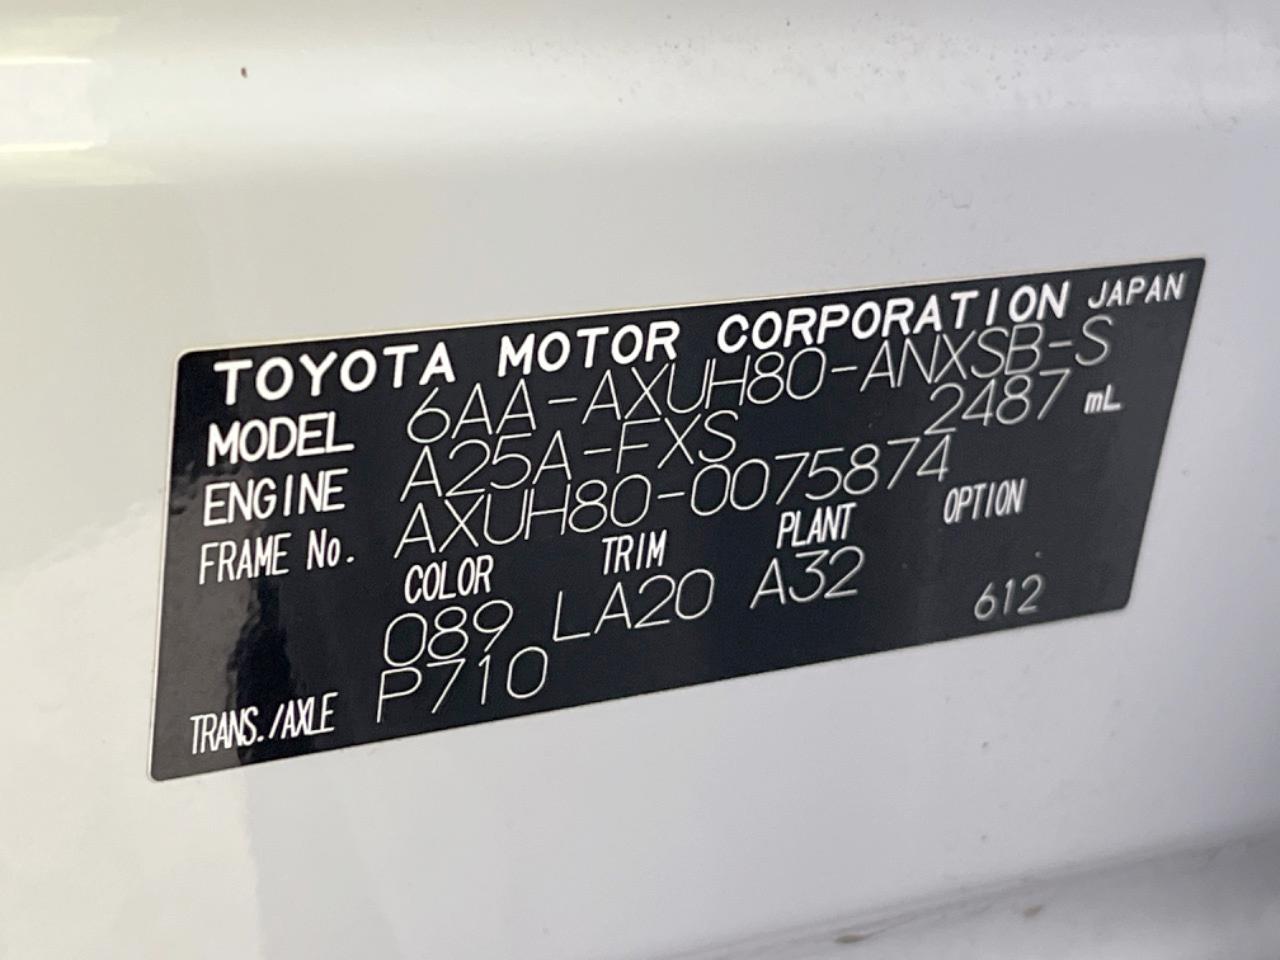 TOYOTA MOTOR CORPORATION JAPAN
MODEL 6AA-AXUH80-ANXSB-S
ENGINE A25A-FXS 2487 mL
FRAME No. AXUH80-0075874
COLOR TRIM PLANT OPTION
089 LA20 A32 612
TRANS./AXLE P710